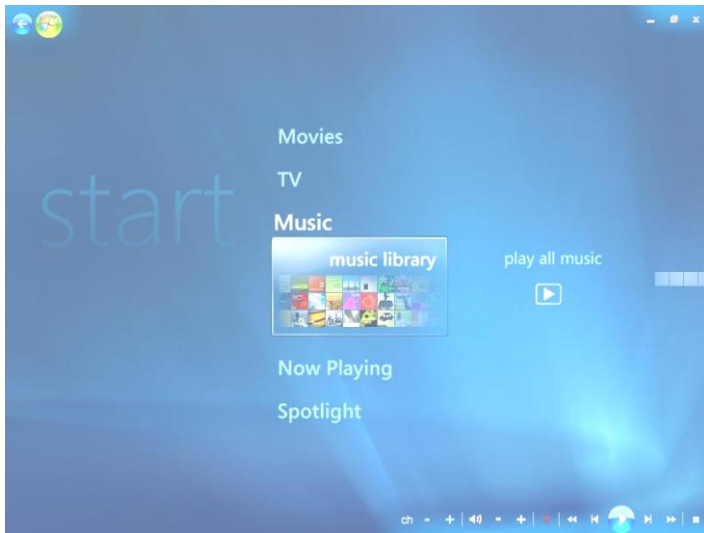 start
Movies
TV
Music
music library
play all music
Now Playing
Spotlight
ch